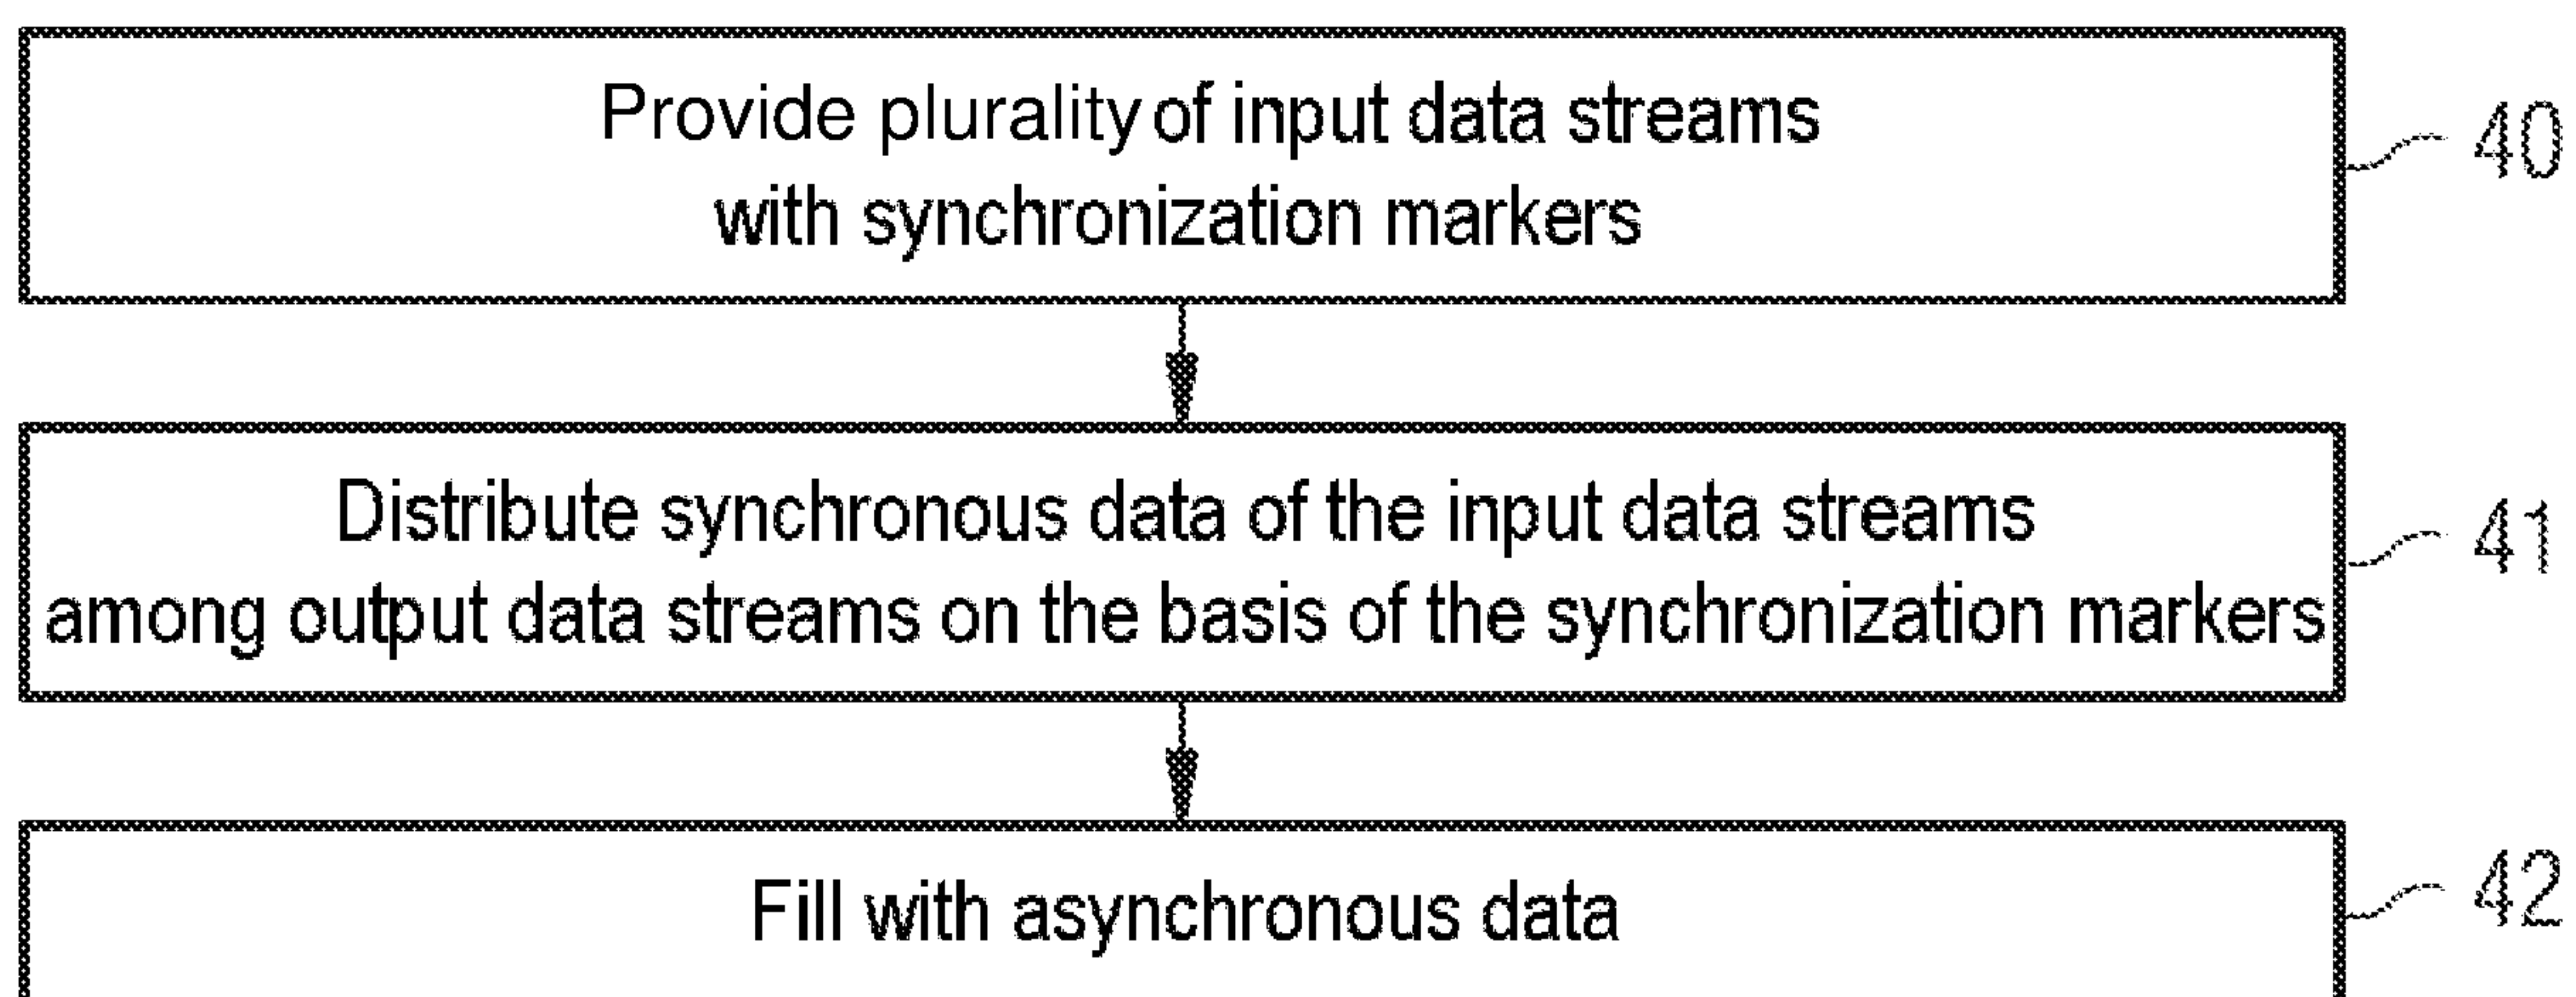 Provide plurality of input data streams
with synchronization markers
40
Distribute synchronous data of the input data streams
among output data streams on the basis of the synchronization markers
41
Fill with asynchronous data
42